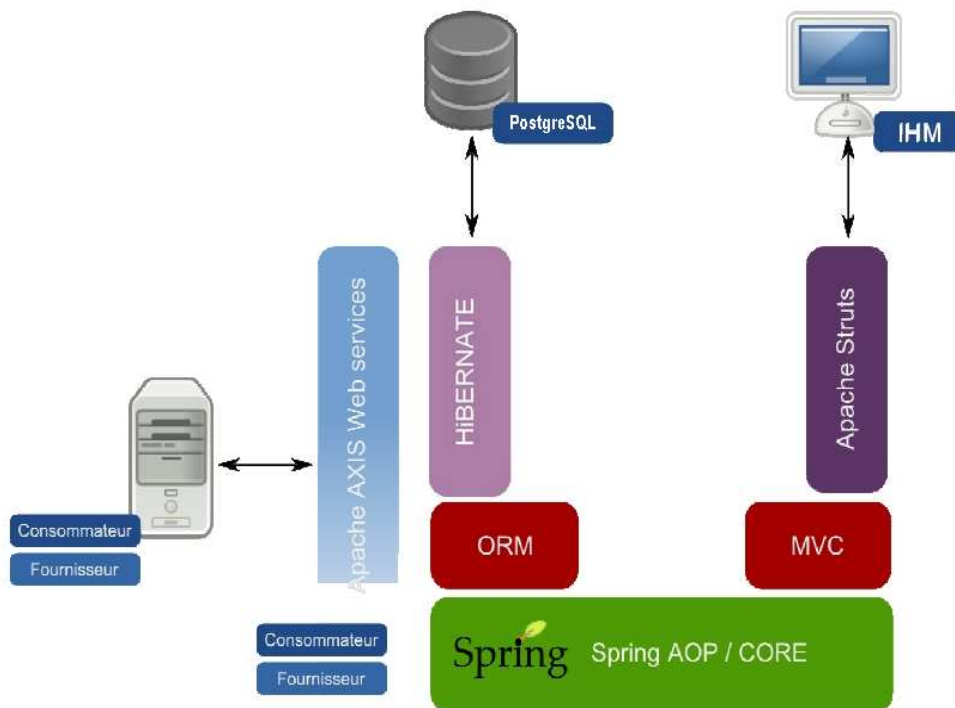 PostgreSQL
IHM
Apache AXIS Web services
HiBERNATE
Apache Struts
Consommateur
Fournisseur
ORM
MVC
Consommateur
Fournisseur
Spring
Spring AOP / CORE